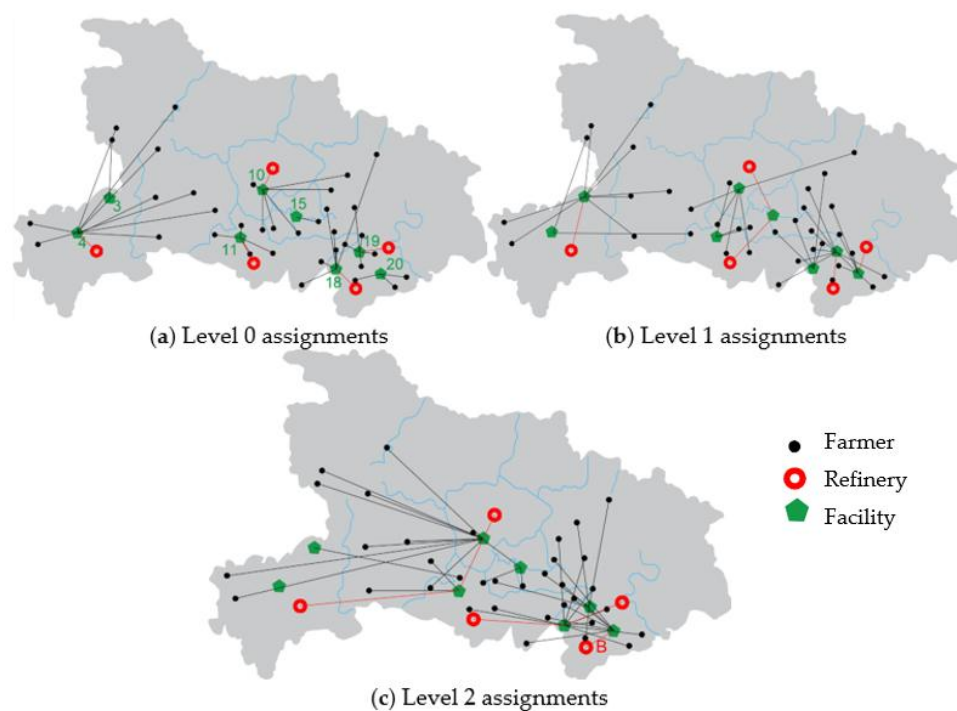 10
3
15
4
11
19
18
20
(a) Level 0 assignments
(b) Level 1 assignments
Farmer
Refinery
Facility
B
(c) Level 2 assignments